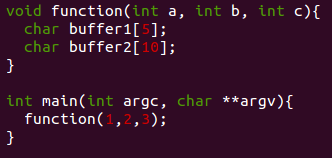 void function(int a, int b, int c){
  char buffer1[5];
  char buffer2[10];
}

int main(int argc, char **argv){
  function(1,2,3);
}